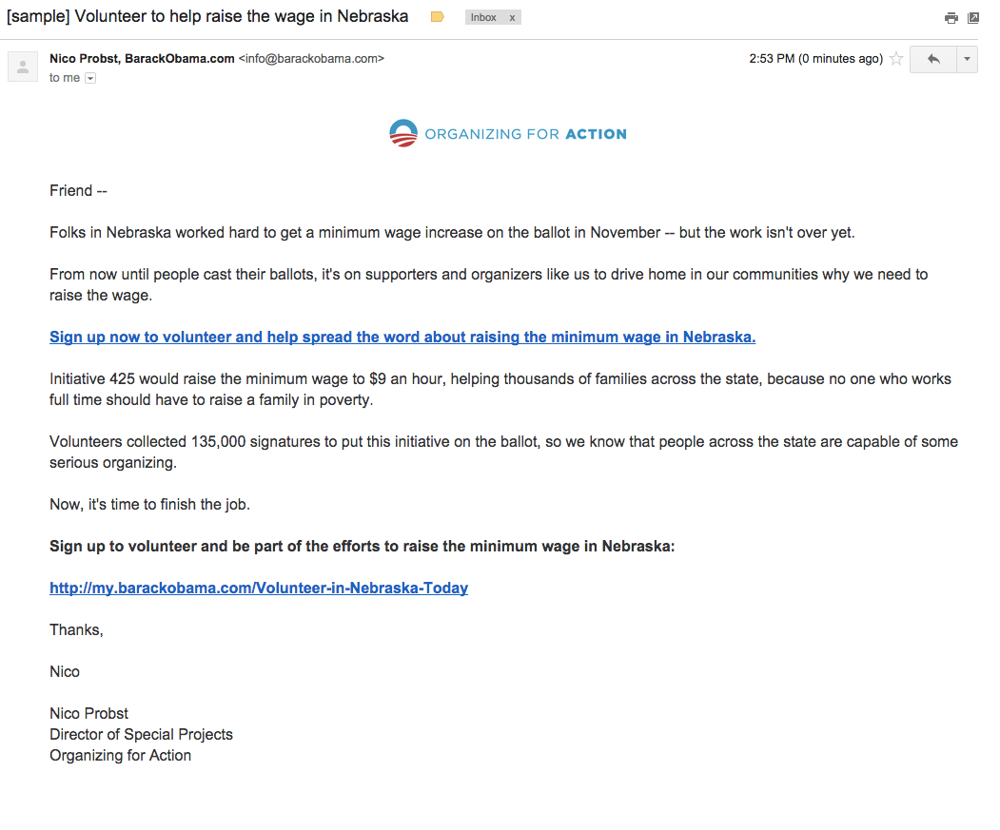 [sample] Volunteer to help raise the wage in Nebraska
Inbox x
Nico Probst, BarackObama.com <info@barackobama.com>
2:53 PM (0 minutes ago)
to me
ORGANIZING FOR ACTION
Friend --
Folks in Nebraska worked hard to get a minimum wage increase on the ballot in November -- but the work isn't over yet.
From now until people cast their ballots, it's on supporters and organizers like us to drive home in our communities why we need to
raise the wage.
Sign up now to volunteer and help spread the word about raising the minimum wage in Nebraska.
Initiative 425 would raise the minimum wage to $9 an hour, helping thousands of families across the state, because no one who works
full time should have to raise a family in poverty.
Volunteers collected 135,000 signatures to put this initiative on the ballot, so we know that people across the state are capable of some
serious organizing.
Now, it's time to finish the job.
Sign up to volunteer and be part of the efforts to raise the minimum wage in Nebraska:
http://my.barackobama.com/Volunteer-in-Nebraska-Today
Thanks,
Nico
Nico Probst
Director of Special Projects
Organizing for Action